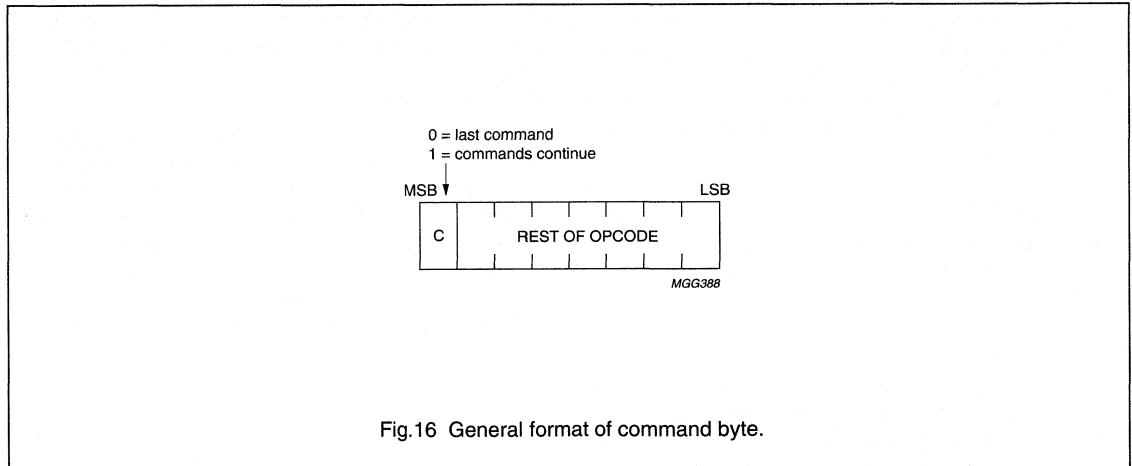 0 = last command
1 = commands continue
MSB
LSB
C
REST OF OPCODE
MGG388
Fig.16 General format of command byte.